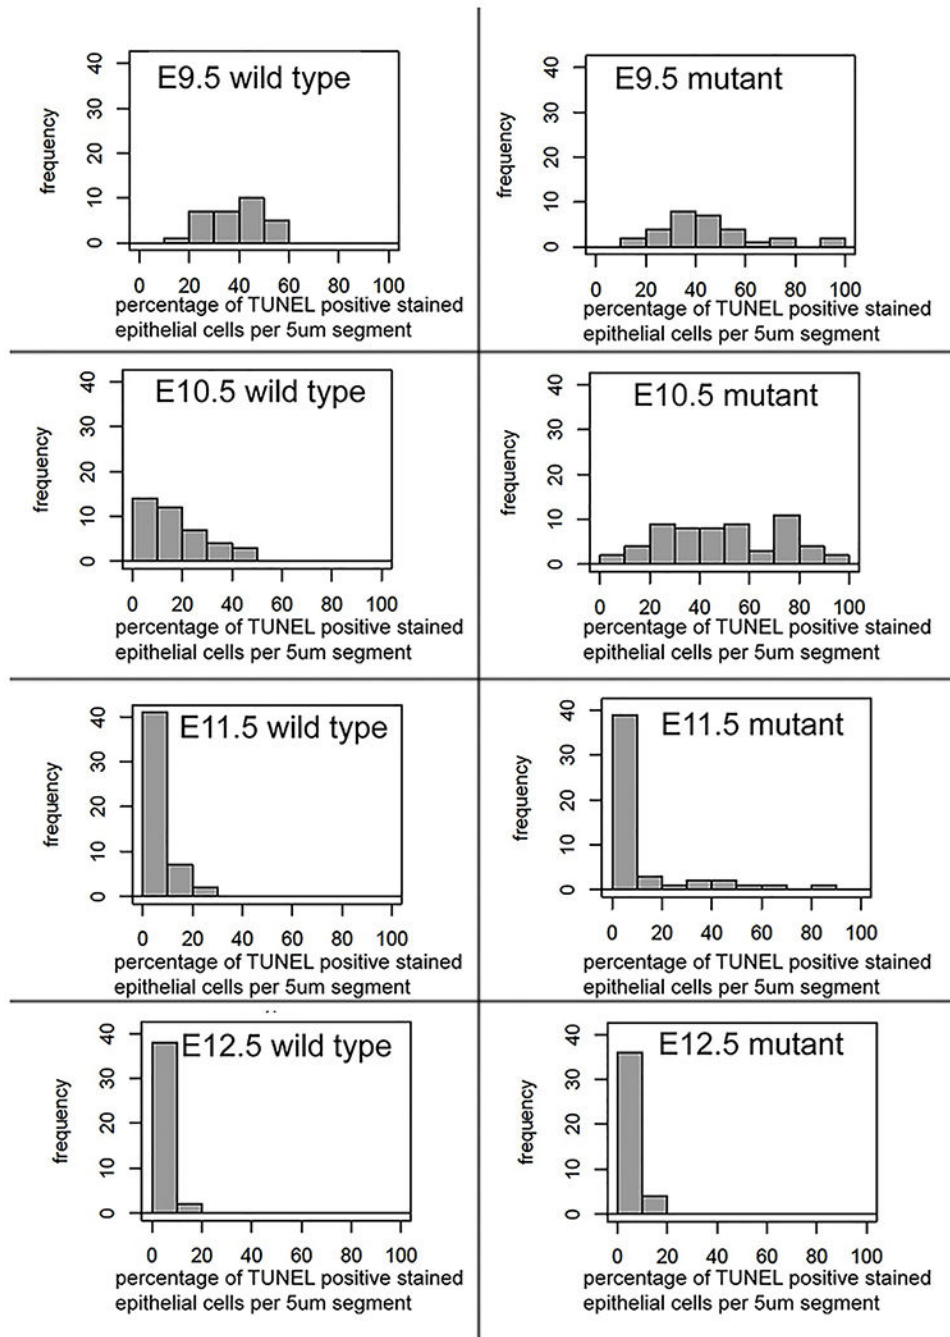 E9.5 wild type
frequency
0 10 20 30 40
0 20 40 60 80 100
percentage of TUNEL positive stained
epithelial cells per 5um segment
E9.5 mutant
frequency
0 10 20 30 40
0 20 40 60 80 100
percentage of TUNEL positive stained
epithelial cells per 5um segment
E10.5 wild type
frequency
0 10 20 30 40
0 20 40 60 80 100
percentage of TUNEL positive stained
epithelial cells per 5um segment
E10.5 mutant
frequency
0 10 20 30 40
0 20 40 60 80 100
percentage of TUNEL positive stained
epithelial cells per 5um segment
E11.5 wild type
frequency
0 10 20 30 40
0 20 40 60 80 100
percentage of TUNEL positive stained
epithelial cells per 5um segment
E11.5 mutant
frequency
0 10 20 30 40
0 20 40 60 80 100
percentage of TUNEL positive stained
epithelial cells per 5um segment
E12.5 wild type
frequency
0 10 20 30 40
0 20 40 60 80 100
percentage of TUNEL positive stained
epithelial cells per 5um segment
E12.5 mutant
frequency
0 10 20 30 40
0 20 40 60 80 100
percentage of TUNEL positive stained
epithelial cells per 5um segment